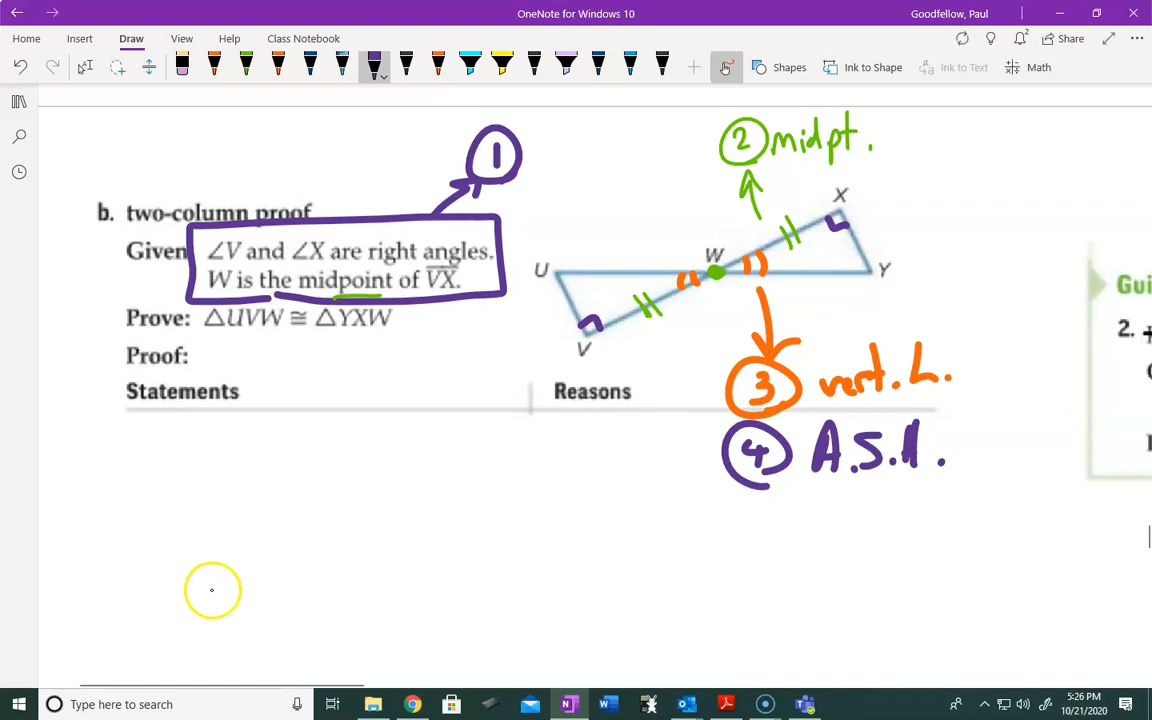 OneNote for Windows 10
Goodfellow, Paul
Home Insert Draw View Help Class Notebook Share
Shapes Ink to Shape Ink to Text Math
1
2 midpt.
b. two-column proof
Given ∠V and ∠X are right angles.
W is the midpoint of VX.
Prove: △UVW ≅ △YXW
Proof:
Statements Reasons
X
W
U
Y
V
3 vert. ∠.
4 A.S.A.
Gui
2.
Type here to search
5:26 PM
10/21/2020